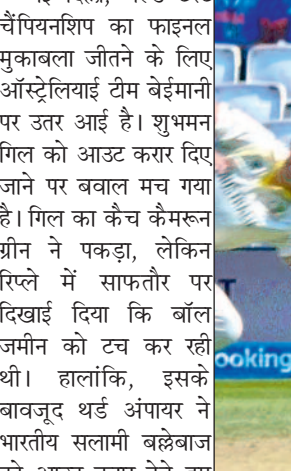 चैंपियनशिप का फाइनल
मुकाबला जीतने के लिए
ऑस्ट्रेलियाई टीम बेईमानी
पर उतर आई है। शुभमन
गिल को आउट करार दिए
जाने पर बवाल मच गया
है। गिल का कैच कैमरून
ग्रीन ने पकड़ा, लेकिन
रिप्ले में साफतौर पर
दिखाई दिया कि बॉल
जमीन को टच कर रही
थी। हालांकि, इसके
बावजूद थर्ड अंपायर ने
भारतीय सलामी बल्लेबाज
ooking